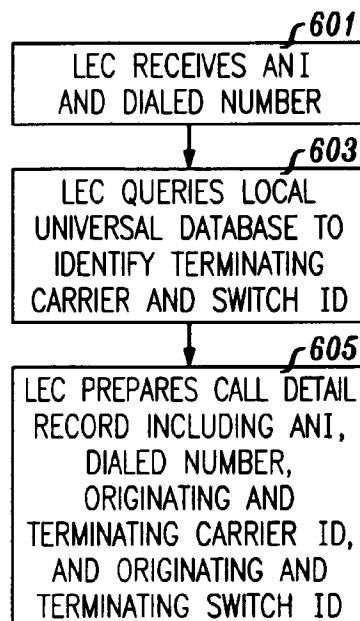 601
LEC RECEIVES ANI
AND DIALED NUMBER
603
LEC QUERIES LOCAL
UNIVERSAL DATABASE TO
IDENTIFY TERMINATING
CARRIER AND SWITCH ID
605
LEC PREPARES CALL DETAIL
RECORD INCLUDING ANI,
DIALED NUMBER,
ORIGINATING AND
TERMINATING CARRIER ID,
AND ORIGINATING AND
TERMINATING SWITCH ID